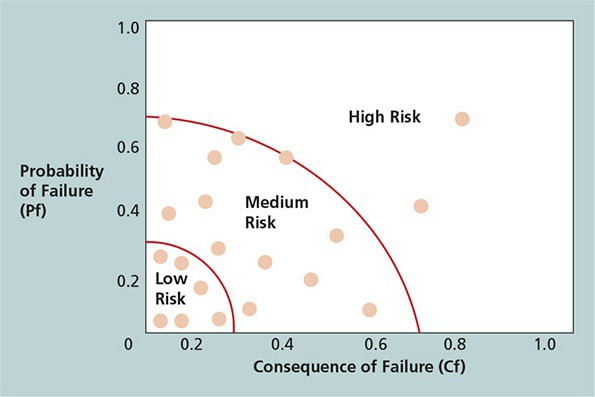 1.0
0.8
0.6
0.4
0.2
Probability
of Failure
(Pf)
High Risk
Medium
Risk
Low
Risk
0 0.2 0.4 0.6 0.8 1.0
Consequence of Failure (Cf)